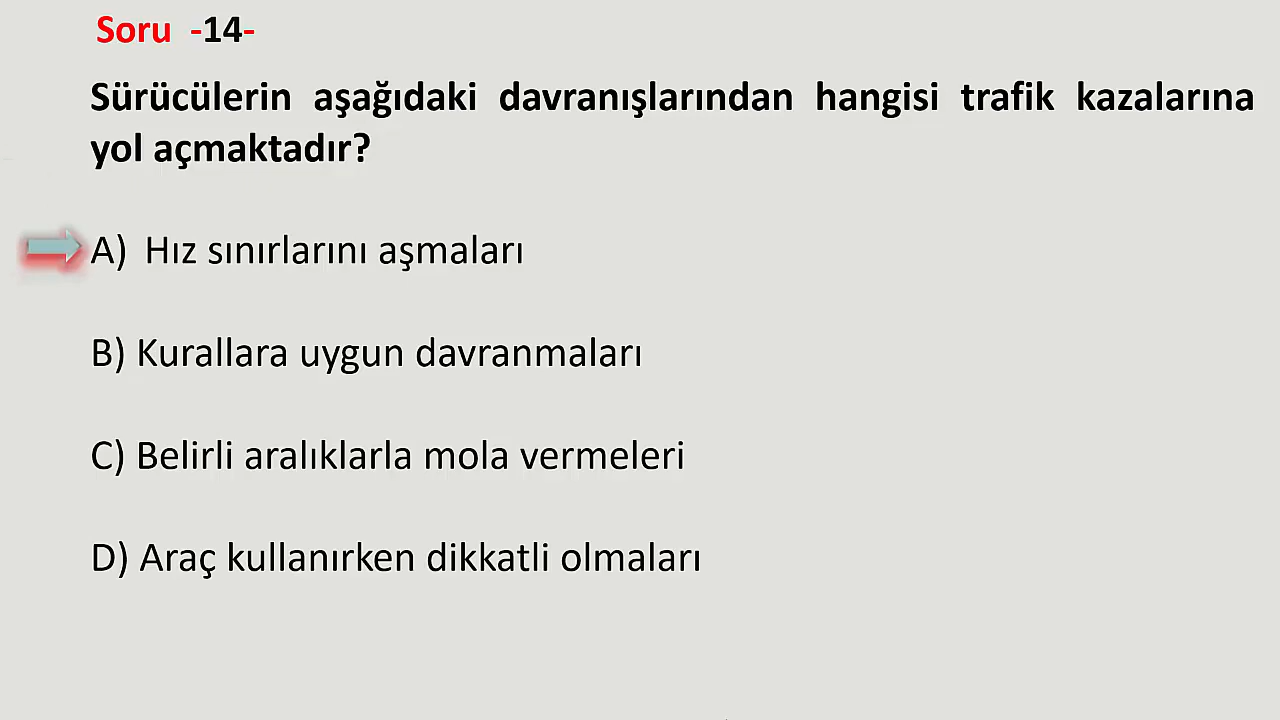 Soru -14-
Sürücülerin aşağıdaki davranışlarından hangisi trafik kazalarına
yol açmaktadır?
A) Hız sınırlarını aşmaları
B) Kurallara uygun davranmaları
C) Belirli aralıklarla mola vermeleri
D) Araç kullanırken dikkatli olmaları